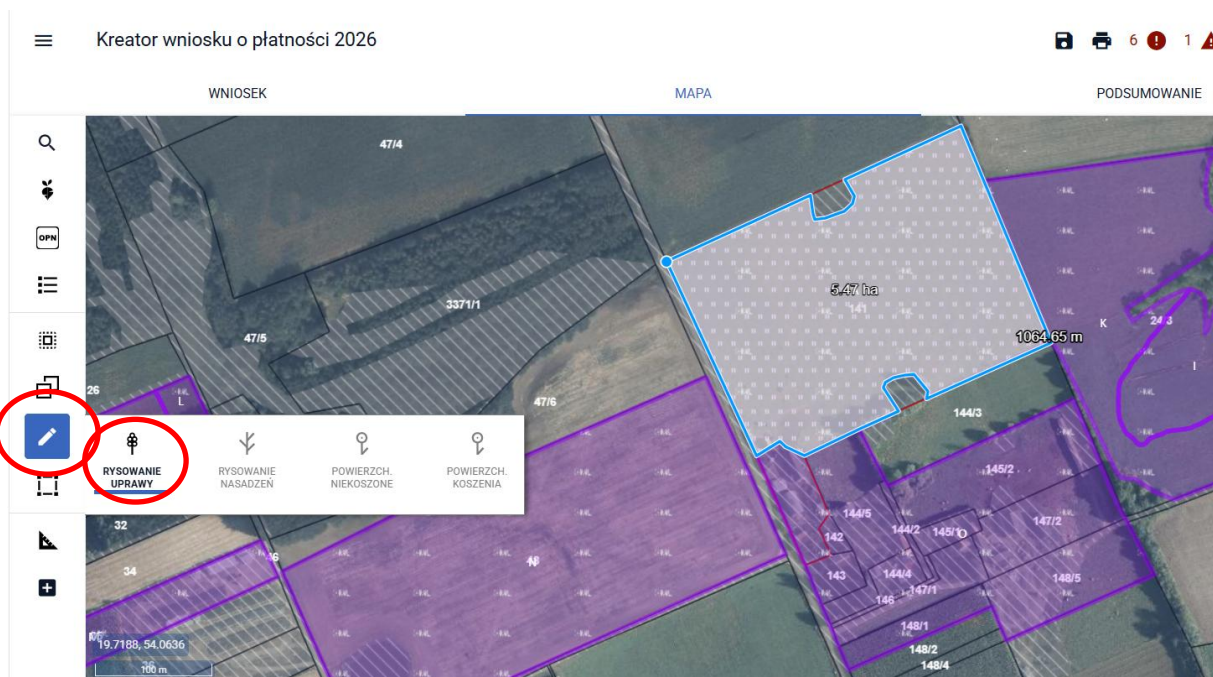 Kreator wniosku o płatności 2026
6
1
WNIOSEK
MAPA
PODSUMOWANIE
47/4
OPN
3371/1
5.47 ha
141
1064.65 m
K
24/3
I
47/5
26
L
47/6
144/3
RYSOWANIE
UPRAWY
RYSOWANIE
NASADZEŃ
POWIERZCH.
NIEKOSZONE
POWIERZCH.
KOSZENIA
145/2
32
144/5
142
144/2
145/1
O
147/2
34
46
48
N
143
144/4
148/5
146
147/1
148/1
19.7188, 54.0636
148/2
36
100 m
148/4